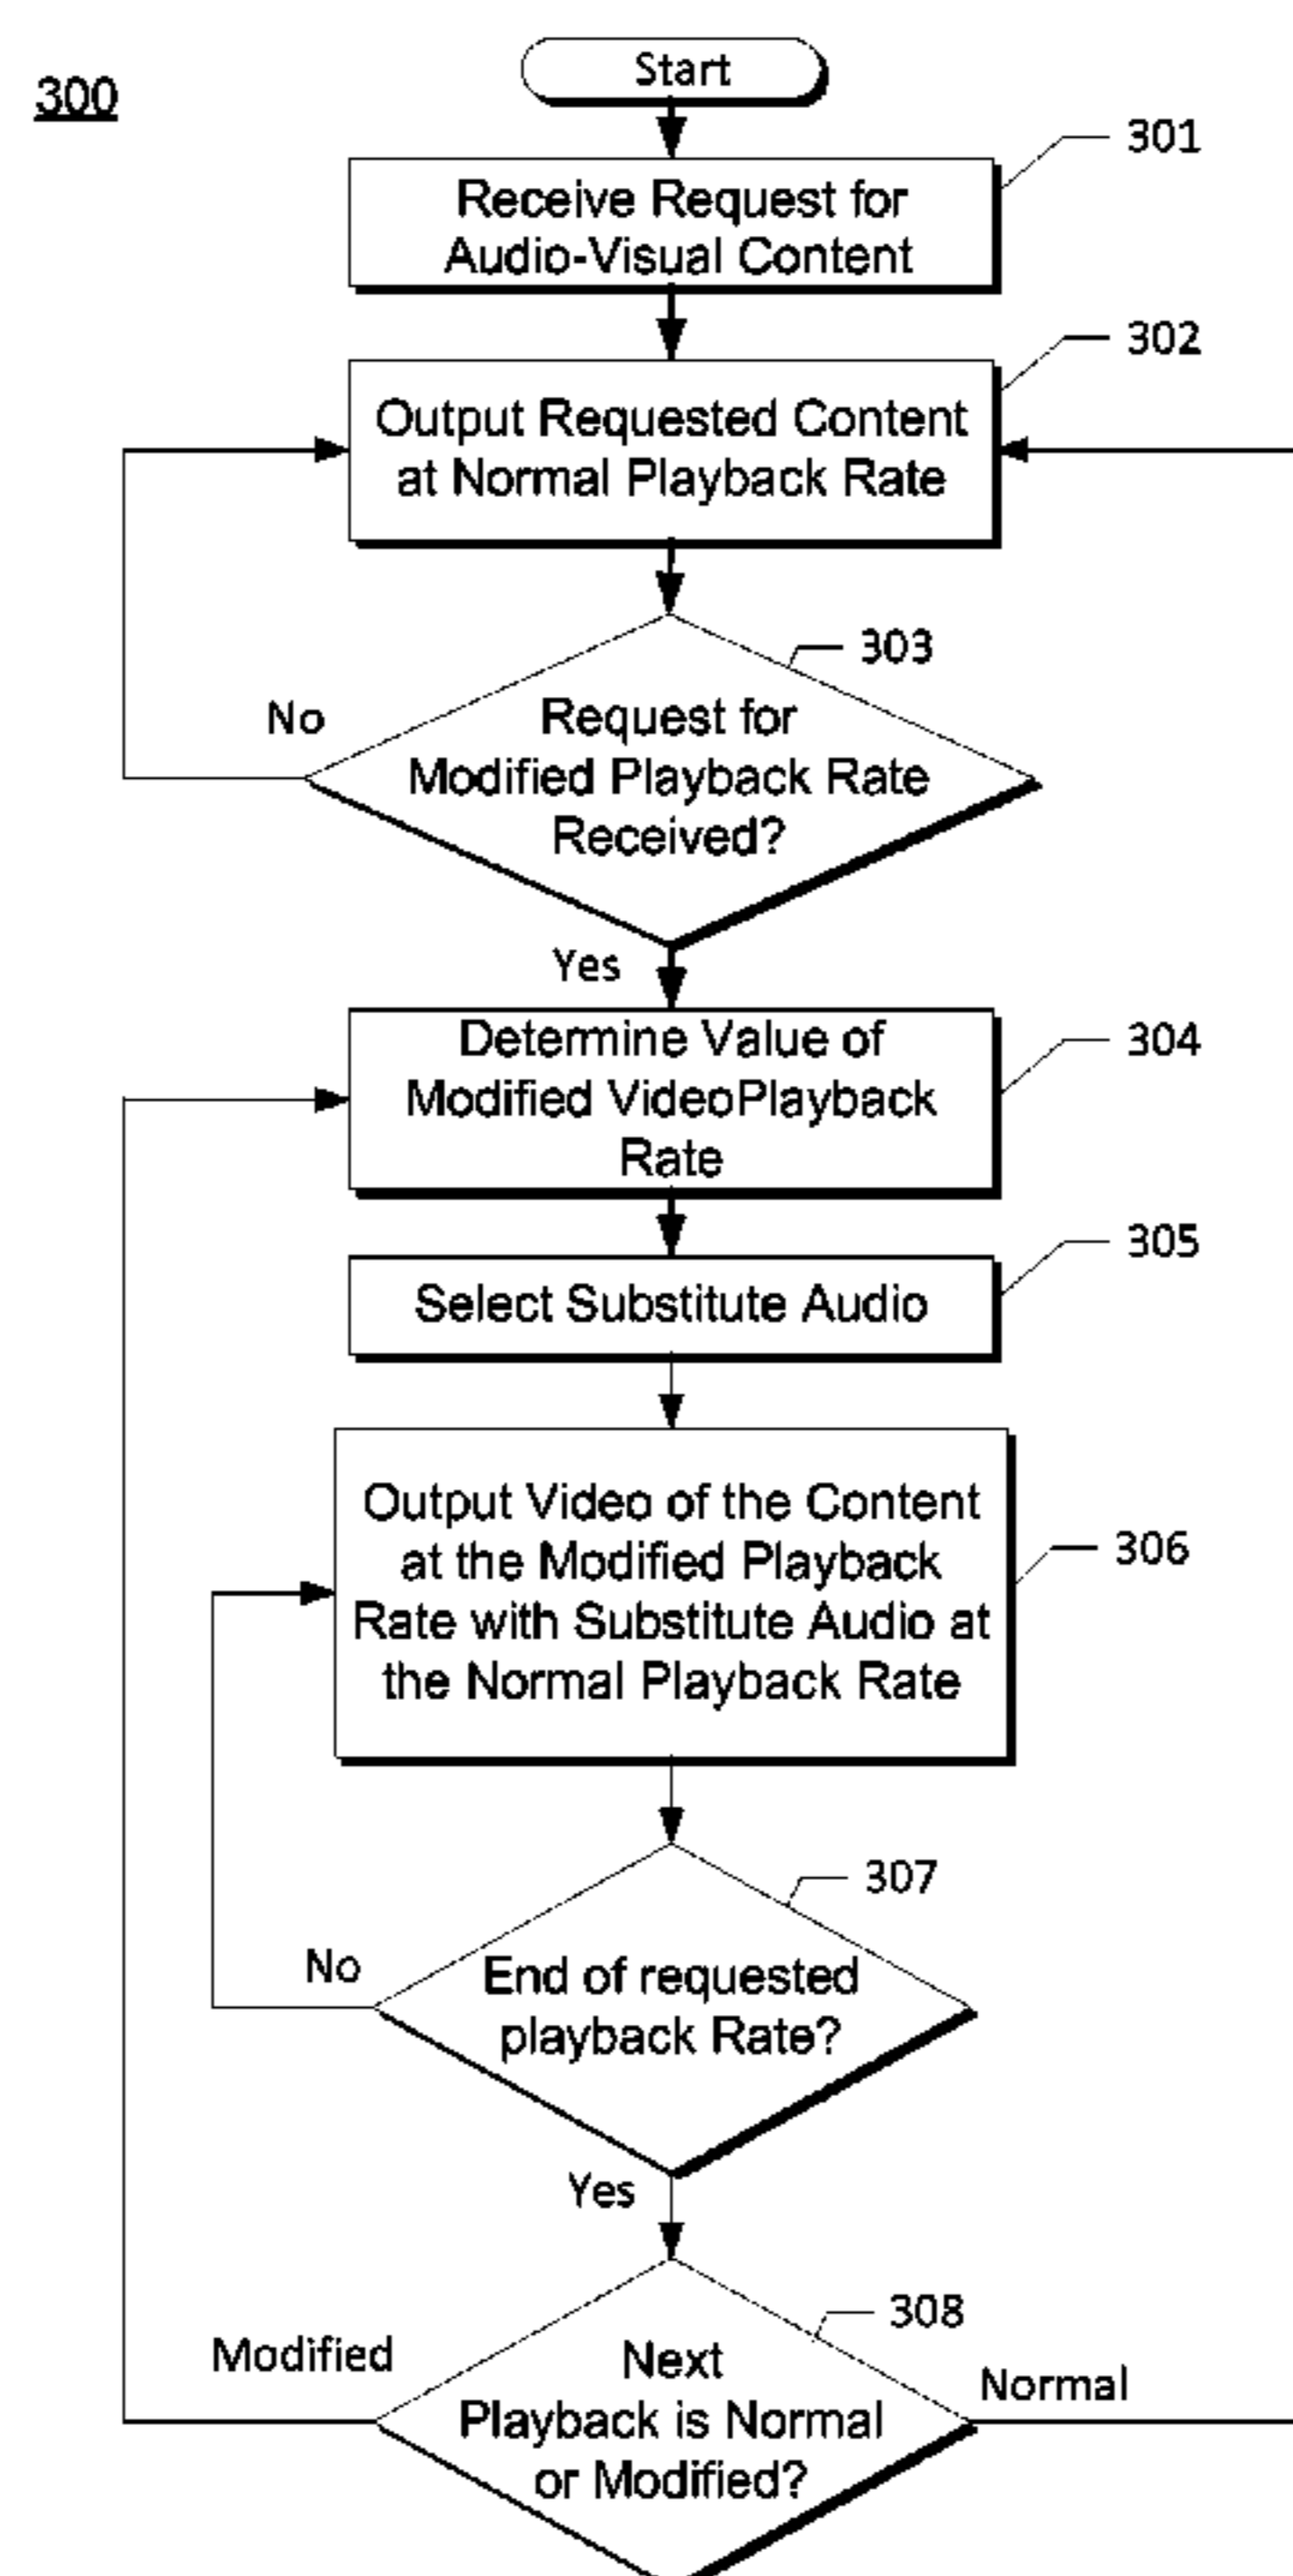 300
Start
301
Receive Request for
Audio-Visual Content
302
Output Requested Content
at Normal Playback Rate
303
No
Request for
Modified Playback Rate
Received?
Yes
304
Determine Value of
Modified VideoPlayback
Rate
305
Select Substitute Audio
306
Output Video of the Content
at the Modified Playback
Rate with Substitute Audio at
the Normal Playback Rate
307
No
End of requested
playback Rate?
Yes
308
Modified
Next
Playback is Normal
or Modified?
Normal